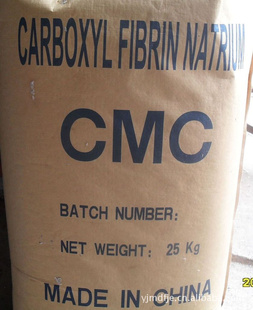 CARBOXYL FIBRIN NATRIUM
CMC
BATCH NUMBER:
NET WEIGHT: 25 Kg
MADE IN CHINA